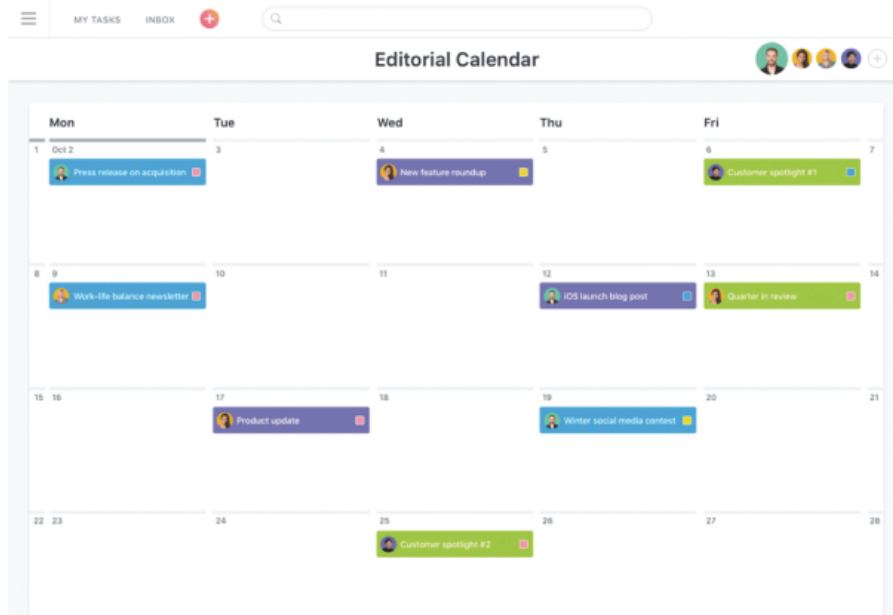 MY TASKS INBOX
Editorial Calendar
Mon Tue Wed Thu Fri
1 Oct 2 3 4 5 6 7
Press release on acquisition New feature roundup Customer spotlight #1
8 9 10 11 12 13 14
Work-life balance newsletter iOS launch blog post Quarter in review
15 16 17 18 19 20 21
Product update Winter social media contest
22 23 24 25 26 27 28
Customer spotlight #2